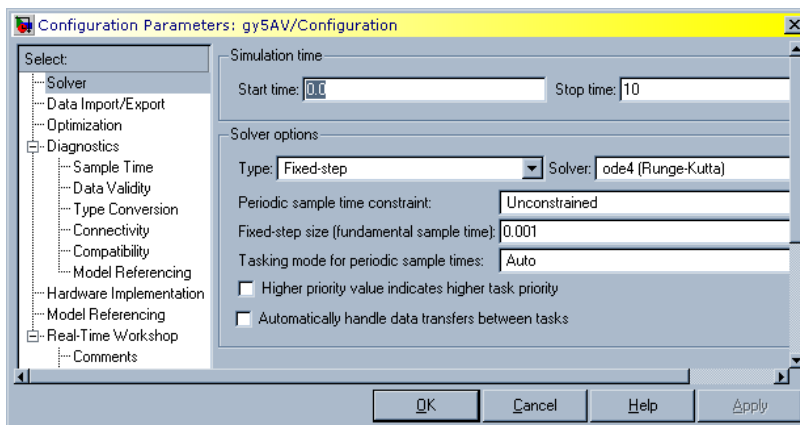 Configuration Parameters: gy5AV/Configuration
Select:
Solver
Data Import/Export
Optimization
Diagnostics
Sample Time
Data Validity
Type Conversion
Connectivity
Compatibility
Model Referencing
Hardware Implementation
Model Referencing
Real-Time Workshop
Comments
Simulation time
Start time: 0.0 Stop time: 10
Solver options
Type: Fixed-step Solver: ode4 (Runge-Kutta)
Periodic sample time constraint: Unconstrained
Fixed-step size (fundamental sample time): 0.001
Tasking mode for periodic sample times: Auto
Higher priority value indicates higher task priority
Automatically handle data transfers between tasks
OK Cancel Help Apply